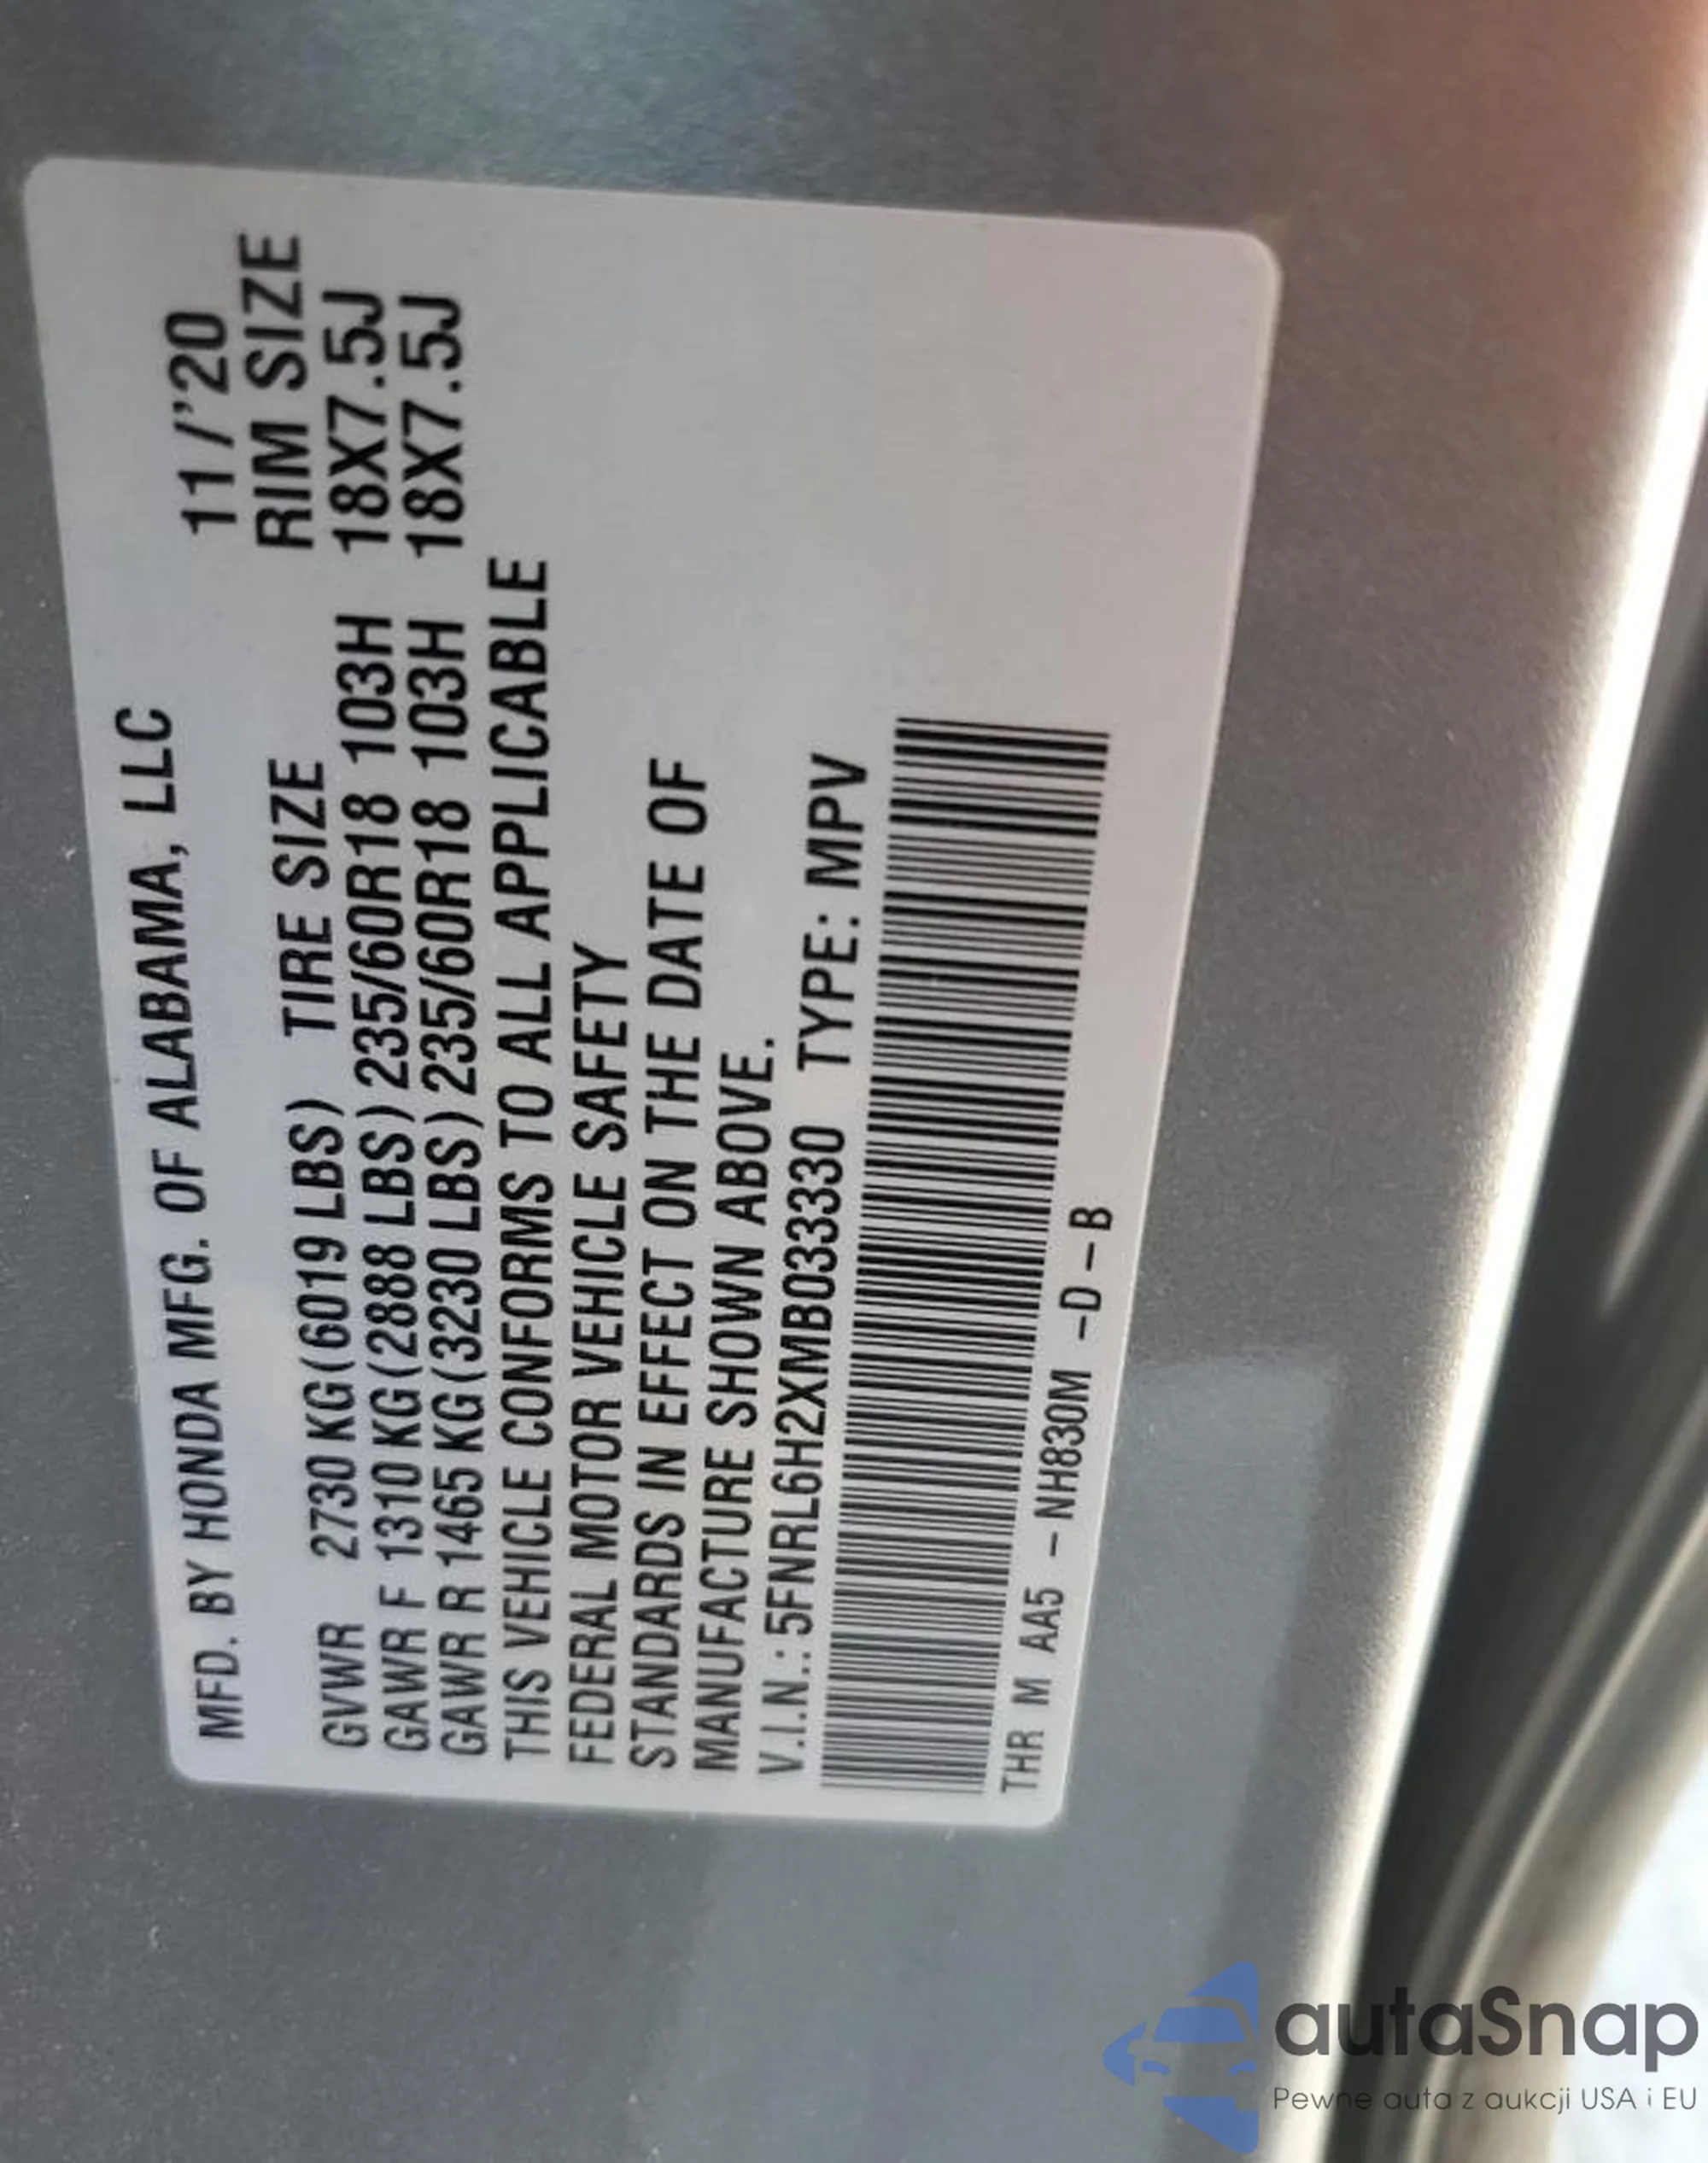 MFD. BY HONDA MFG. OF ALABAMA, LLC
11/'20
TIRE SIZE RIM SIZE
GVWR 2730 KG(6019 LBS)
GAWR F 1310 KG(2888 LBS) 235/60R18 103H 18X7.5J
GAWR R 1465 KG(3230 LBS) 235/60R18 103H 18X7.5J
THIS VEHICLE CONFORMS TO ALL APPLICABLE
FEDERAL MOTOR VEHICLE SAFETY
STANDARDS IN EFFECT ON THE DATE OF
MANUFACTURE SHOWN ABOVE.
V.I.N.: 5FNRL6H2XMB033330 TYPE: MPV
THR M AA5 -NH830M -D-B
autaSnap
Pewne auta z aukcji USA i EU